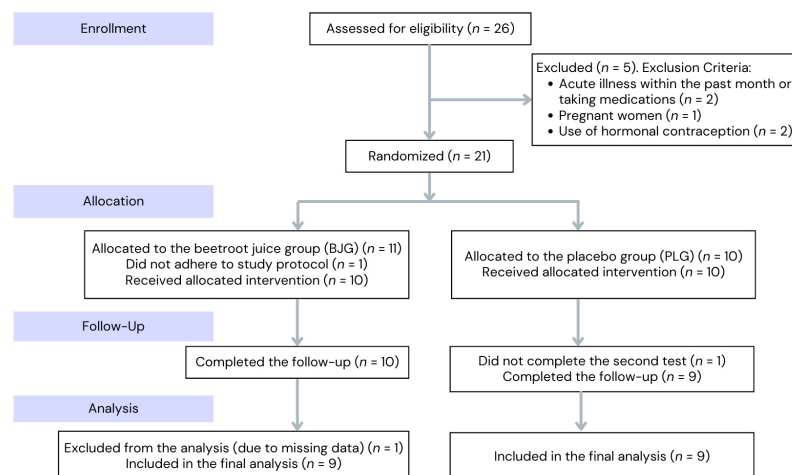 Enrollment
Assessed for eligibility (n = 26)
Excluded (n = 5). Exclusion Criteria:
• Acute illness within the past month or
taking medications (n = 2)
• Pregnant women (n = 1)
• Use of hormonal contraception (n = 2)
Randomized (n = 21)
Allocation
Allocated to the beetroot juice group (BJG) (n = 11)
Did not adhere to study protocol (n = 1)
Received allocated intervention (n = 10)
Allocated to the placebo group (PLG) (n = 10)
Received allocated intervention (n = 10)
Follow-Up
Completed the follow-up (n = 10)
Did not complete the second test (n = 1)
Completed the follow-up (n = 9)
Analysis
Excluded from the analysis (due to missing data) (n = 1)
Included in the final analysis (n = 9)
Included in the final analysis (n = 9)